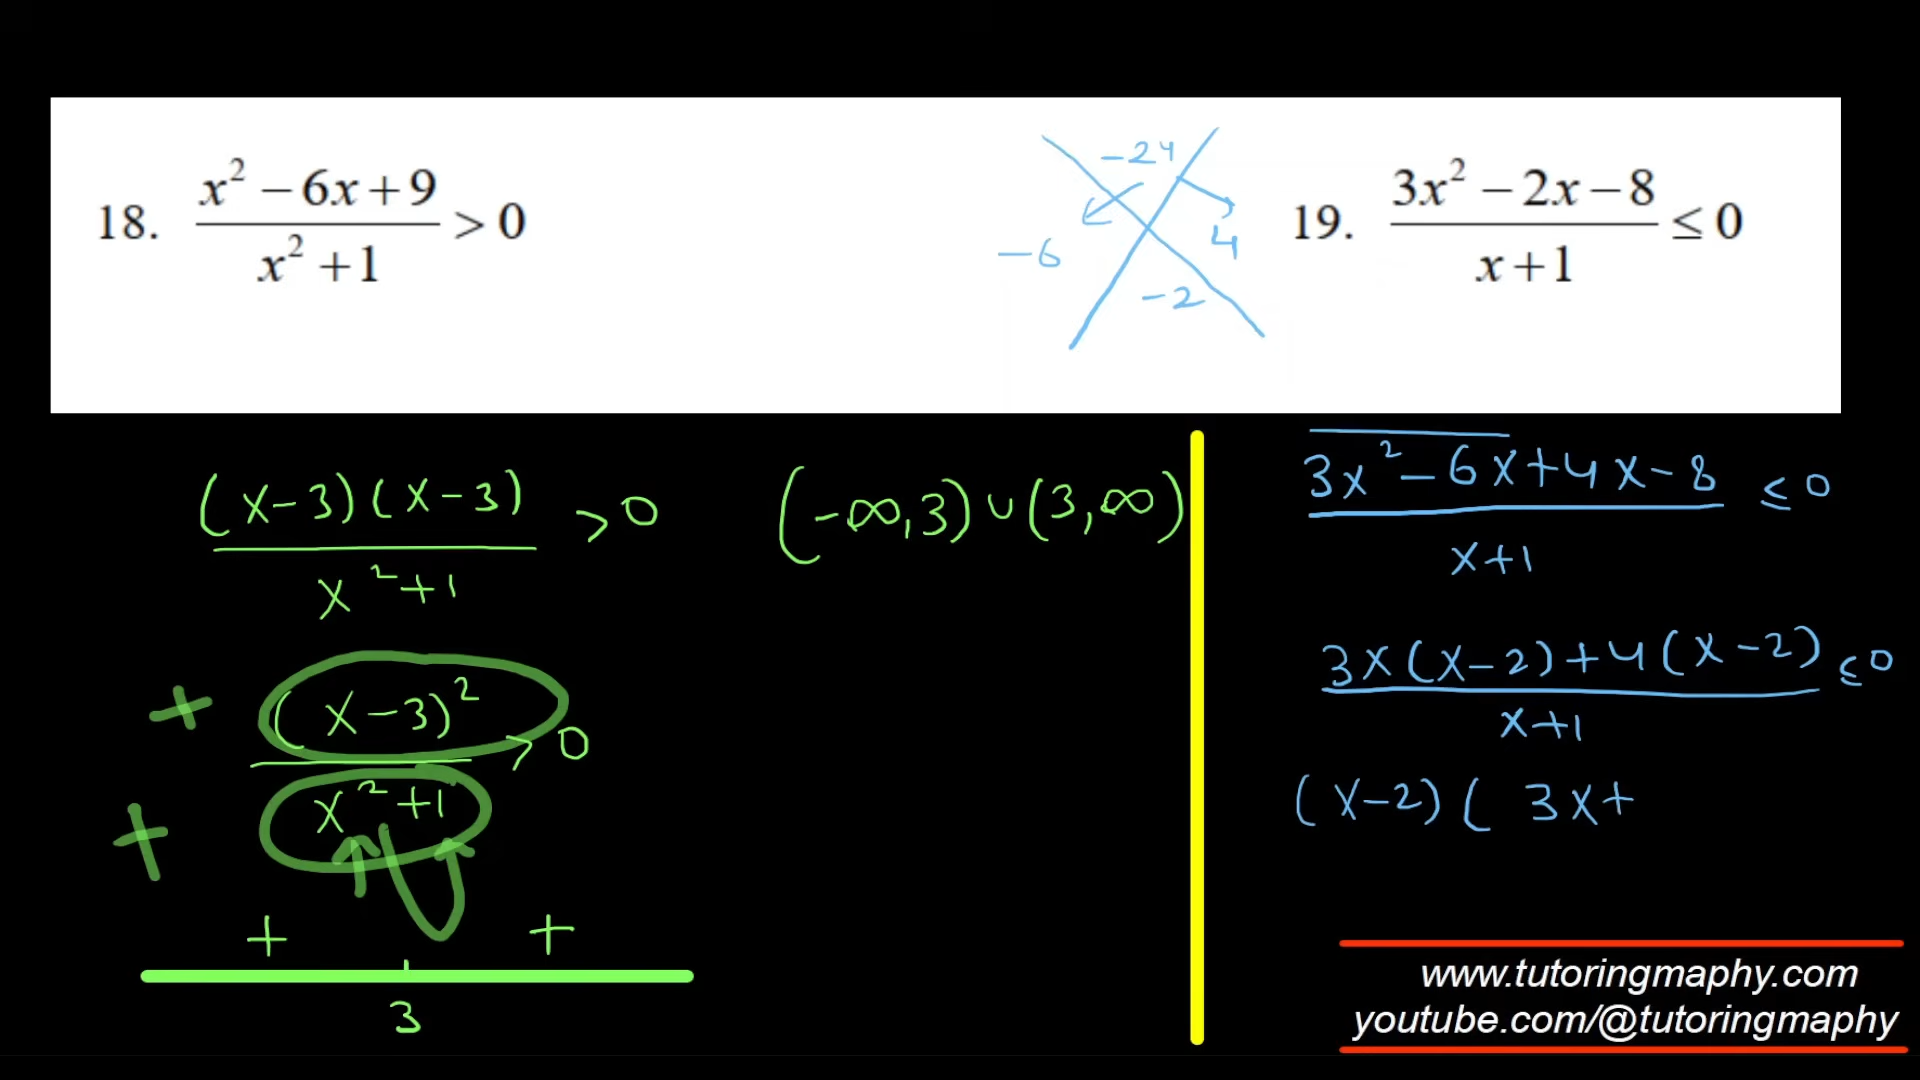 18. x² − 6x + 9 / x² + 1 > 0
−24
−6 4
−2
19. 3x² − 2x − 8 / x + 1 ≤ 0
(x−3)(x−3) / x²+1 > 0
(−∞,3)∪(3,∞)
+ (x−3)² / + x²+1 > 0
+ +
3
3x²−6x+4x−8 / x+1 ≤ 0
3x(x−2)+4(x−2) / x+1 ≤ 0
(x−2)( 3x+
www.tutoringmaphy.com
youtube.com/@tutoringmaphy